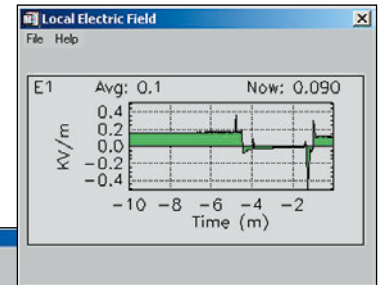 Local Electric Field
File Help
E1 Avg: 0.1 Now: 0.090
KV/m
0.4
0.2
0.0
-0.2
-0.4
-10 -8 -6 -4 -2
Time (m)